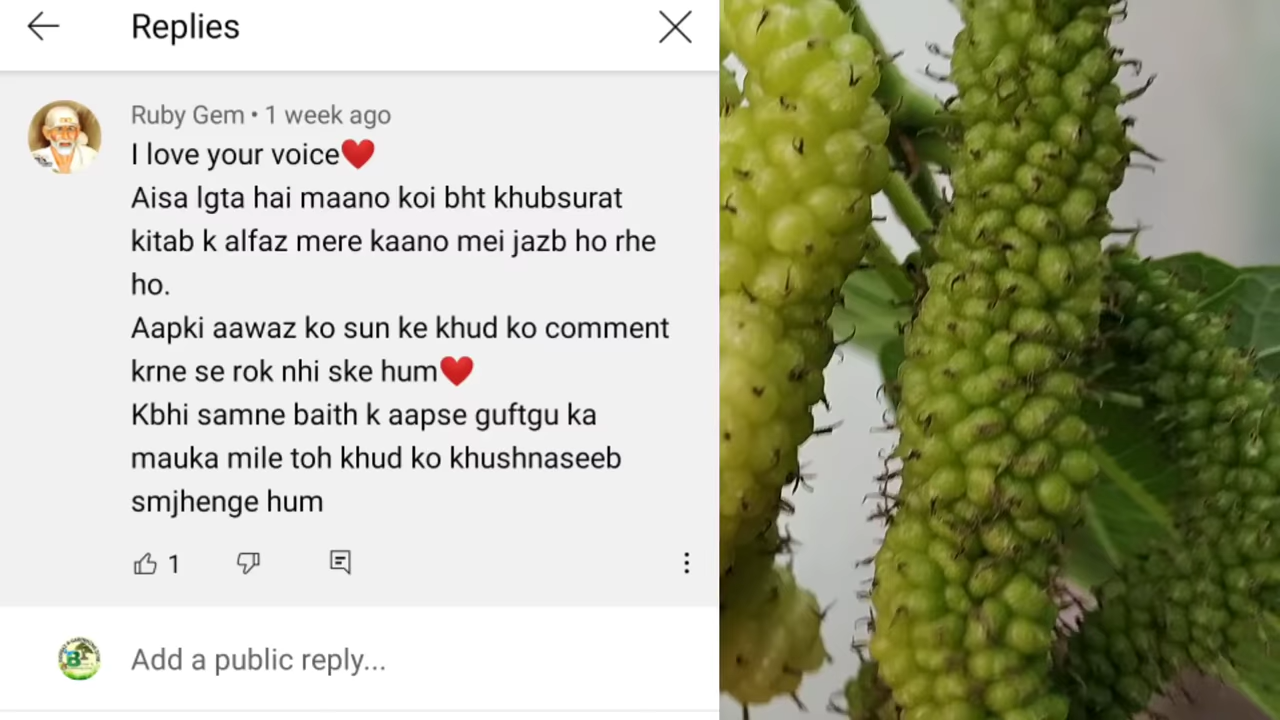 Replies
Ruby Gem • 1 week ago
I love your voice❤️
Aisa lgta hai maano koi bht khubsurat
kitab k alfaz mere kaano mei jazb ho rhe
ho.
Aapki aawaz ko sun ke khud ko comment
krne se rok nhi ske hum❤️
Kbhi samne baith k aapse guftgu ka
mauka mile toh khud ko khushnaseeb
smjhenge hum
1
Add a public reply...